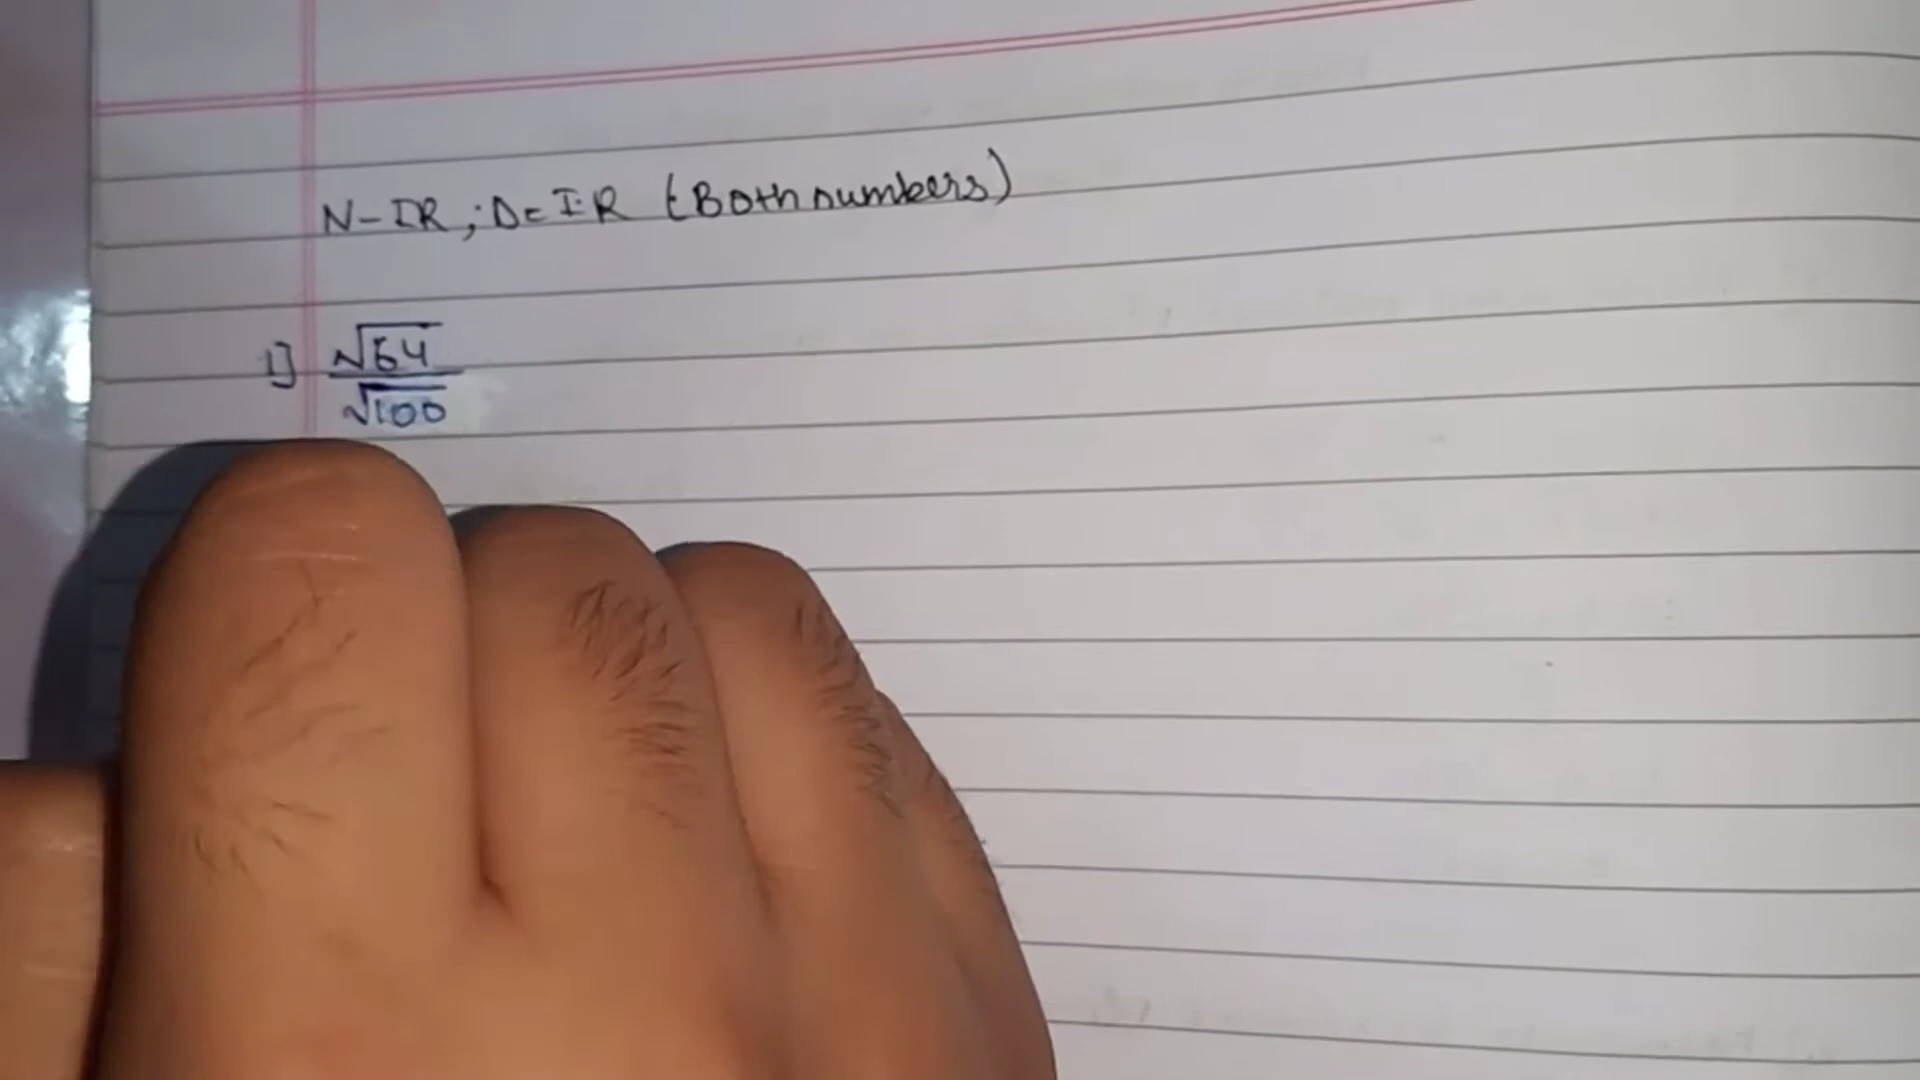 N-IR ; D=I·R (Both numbers)
1] √64
√100